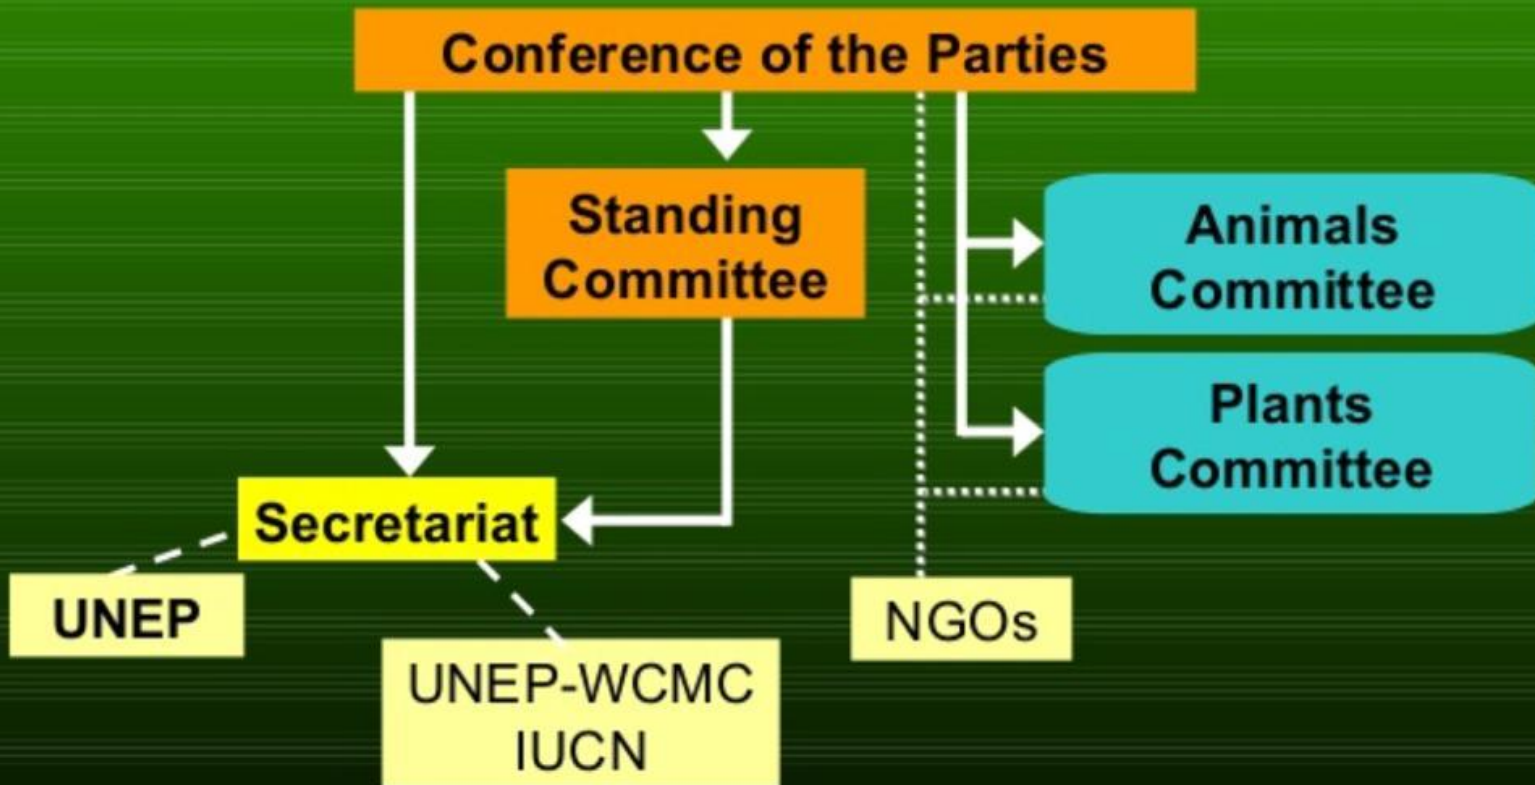 Conference of the Parties
Standing
Committee
Animals
Committee
Plants
Committee
Secretariat
UNEP
UNEP-WCMC
IUCN
NGOs